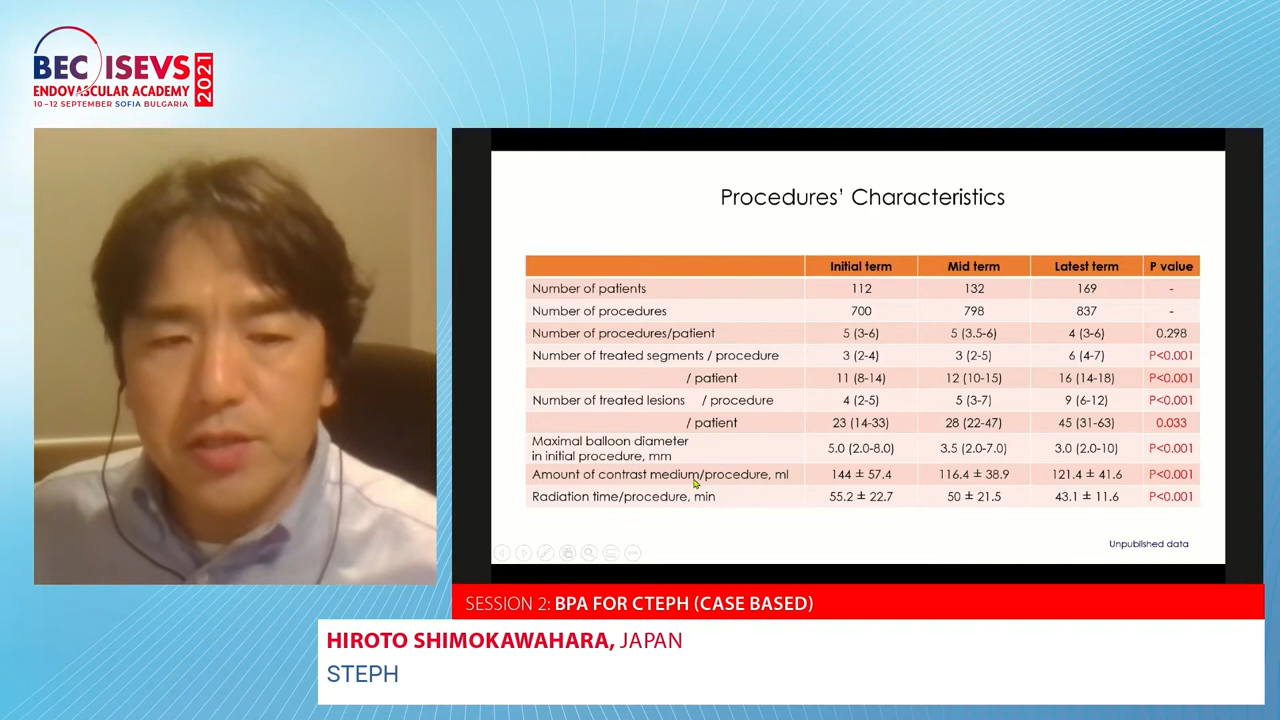 BEC ISEVS
ENDOVASCULAR ACADEMY
2021
10–12 SEPTEMBER SOFIA BULGARIA
Procedures’ Characteristics
Initial term Mid term Latest term P value
Number of patients 112 132 169 -
Number of procedures 700 798 837 -
Number of procedures/patient 5 (3-6) 5 (3.5-6) 4 (3-6) 0.298
Number of treated segments / procedure 3 (2-4) 3 (2-5) 6 (4-7) P<0.001
/ patient 11 (8-14) 12 (10-15) 16 (14-18) P<0.001
Number of treated lesions / procedure 4 (2-5) 5 (3-7) 9 (6-12) P<0.001
/ patient 23 (14-33) 28 (22-47) 45 (31-63) 0.033
Maximal balloon diameter
in initial procedure, mm 5.0 (2.0-8.0) 3.5 (2.0-7.0) 3.0 (2.0-10) P<0.001
Amount of contrast medium/procedure, ml 144 ± 57.4 116.4 ± 38.9 121.4 ± 41.6 P<0.001
Radiation time/procedure, min 55.2 ± 22.7 50 ± 21.5 43.1 ± 11.6 P<0.001
Unpublished data
SESSION 2: BPA FOR CTEPH (CASE BASED)
HIROTO SHIMOKAWAHARA, JAPAN
STEPH